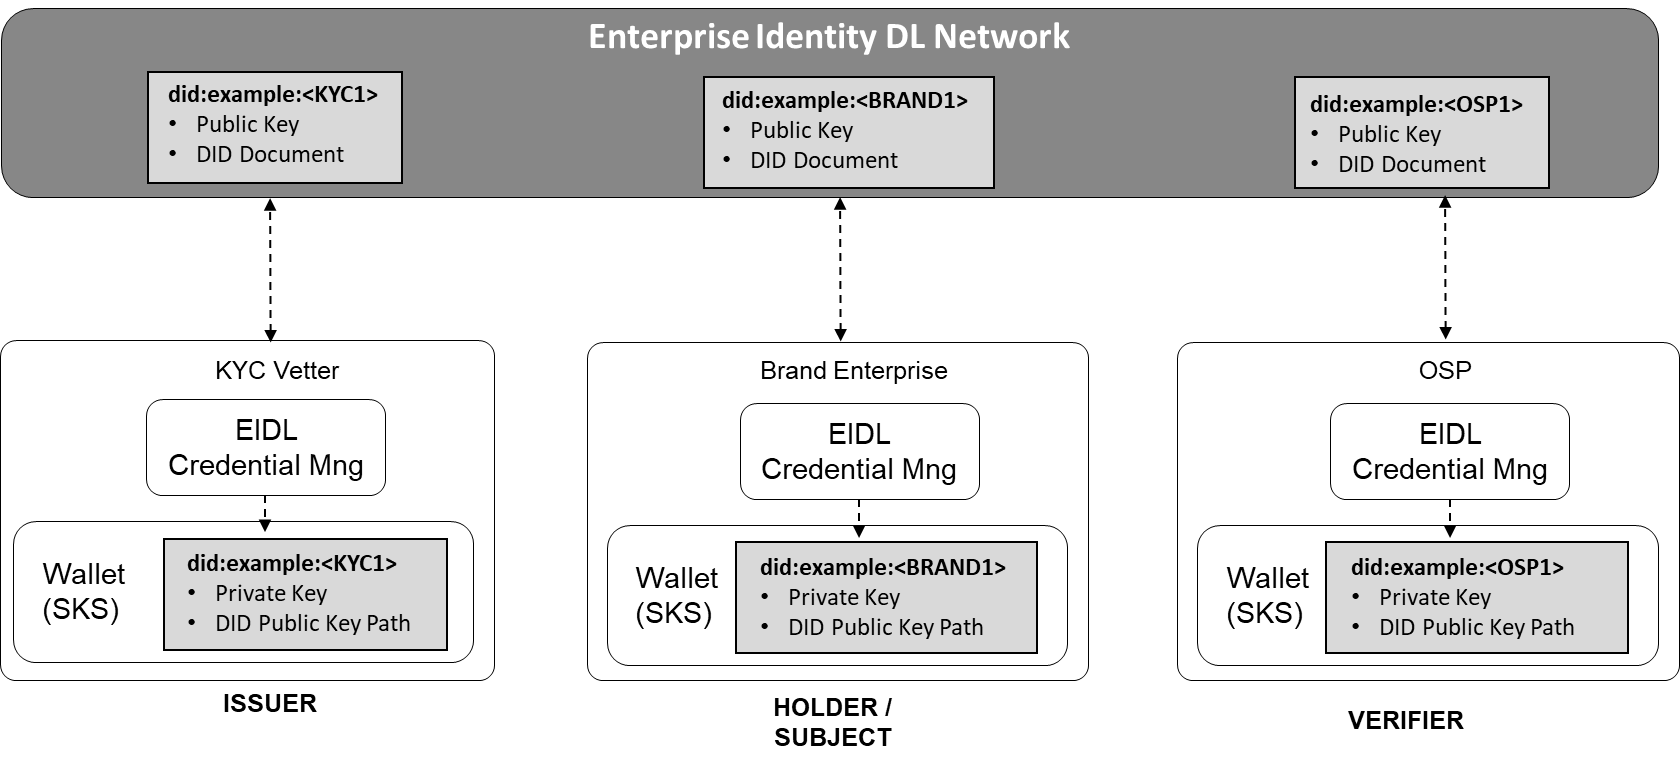 Enterprise Identity DL Network
did:example:<KYC1>
• Public Key
• DID Document
did:example:<BRAND1>
• Public Key
• DID Document
did:example:<OSP1>
• Public Key
• DID Document
KYC Vetter
EIDL
Credential Mng
Wallet
(SKS)
did:example:<KYC1>
• Private Key
• DID Public Key Path
ISSUER
Brand Enterprise
EIDL
Credential Mng
Wallet
(SKS)
did:example:<BRAND1>
• Private Key
• DID Public Key Path
HOLDER /
SUBJECT
OSP
EIDL
Credential Mng
Wallet
(SKS)
did:example:<OSP1>
• Private Key
• DID Public Key Path
VERIFIER